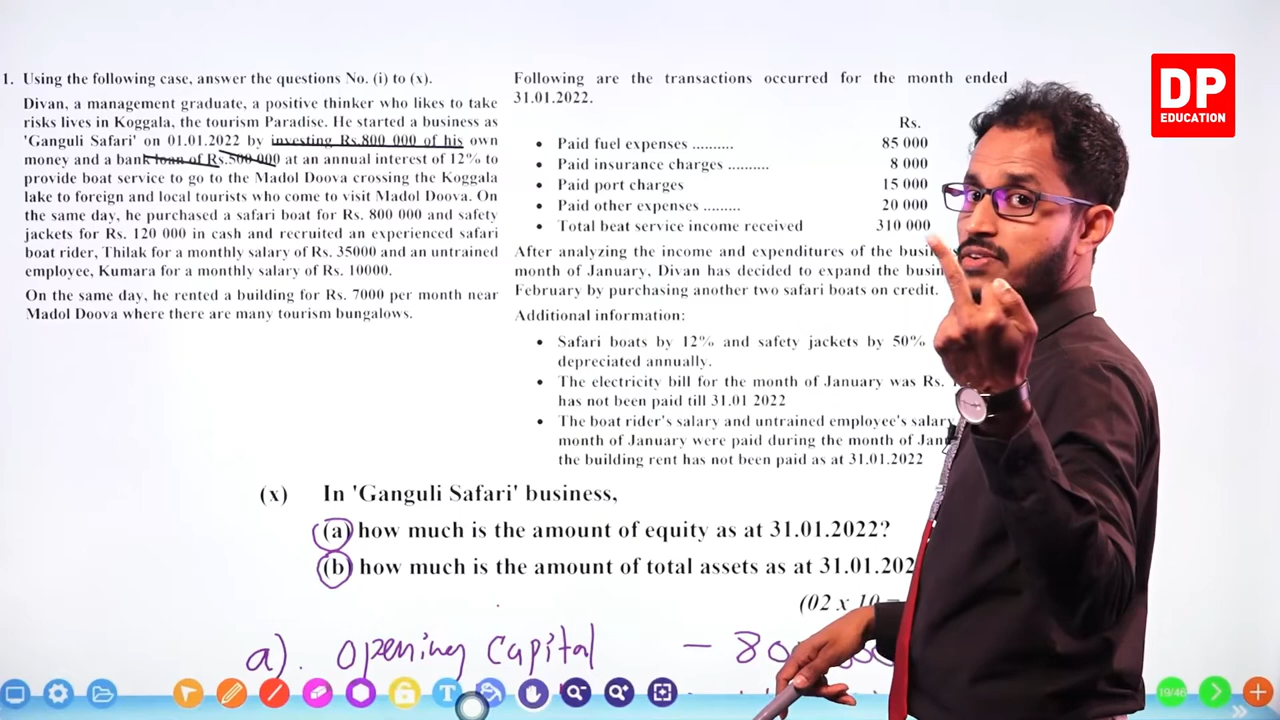 1. Using the following case, answer the questions No. (i) to (x).
Divan, a management graduate, a positive thinker who likes to take
risks lives in Koggala, the tourism Paradise. He started a business as
'Ganguli Safari' on 01.01.2022 by investing Rs.800 000 of his own
money and a bank loan of Rs.500 000 at an annual interest of 12% to
provide boat service to go to the Madol Doova crossing the Koggala
lake to foreign and local tourists who come to visit Madol Doova. On
the same day, he purchased a safari boat for Rs. 800 000 and safety
jackets for Rs. 120 000 in cash and recruited an experienced safari
boat rider, Thilak for a monthly salary of Rs. 35000 and an untrained
employee, Kumara for a monthly salary of Rs. 10000.
On the same day, he rented a building for Rs. 7000 per month near
Madol Doova where there are many tourism bungalows.
Following are the transactions occurred for the month ended
31.01.2022.
Rs.
• Paid fuel expenses .......... 85 000
• Paid insurance charges .......... 8 000
• Paid port charges 15 000
• Paid other expenses ......... 20 000
• Total beat service income received 310 000
After analyzing the income and expenditures of the
month of January, Divan has decided to expand the
February by purchasing another two safari boats on credit.
Additional information:
• Safari boats by 12% and safety jackets by 50%
depreciated annually.
• The electricity bill for the month of January was Rs.
has not been paid till 31.01 2022
• The boat rider's salary and untrained employee's salary
month of January were paid during the month of
the building rent has not been paid as at 31.01.2022
(x) In 'Ganguli Safari' business,
(a) how much is the amount of equity as at 31.01.2022?
(b) how much is the amount of total assets as at
(02 x 10
a). Opening Capital –
DP
EDUCATION
19/46